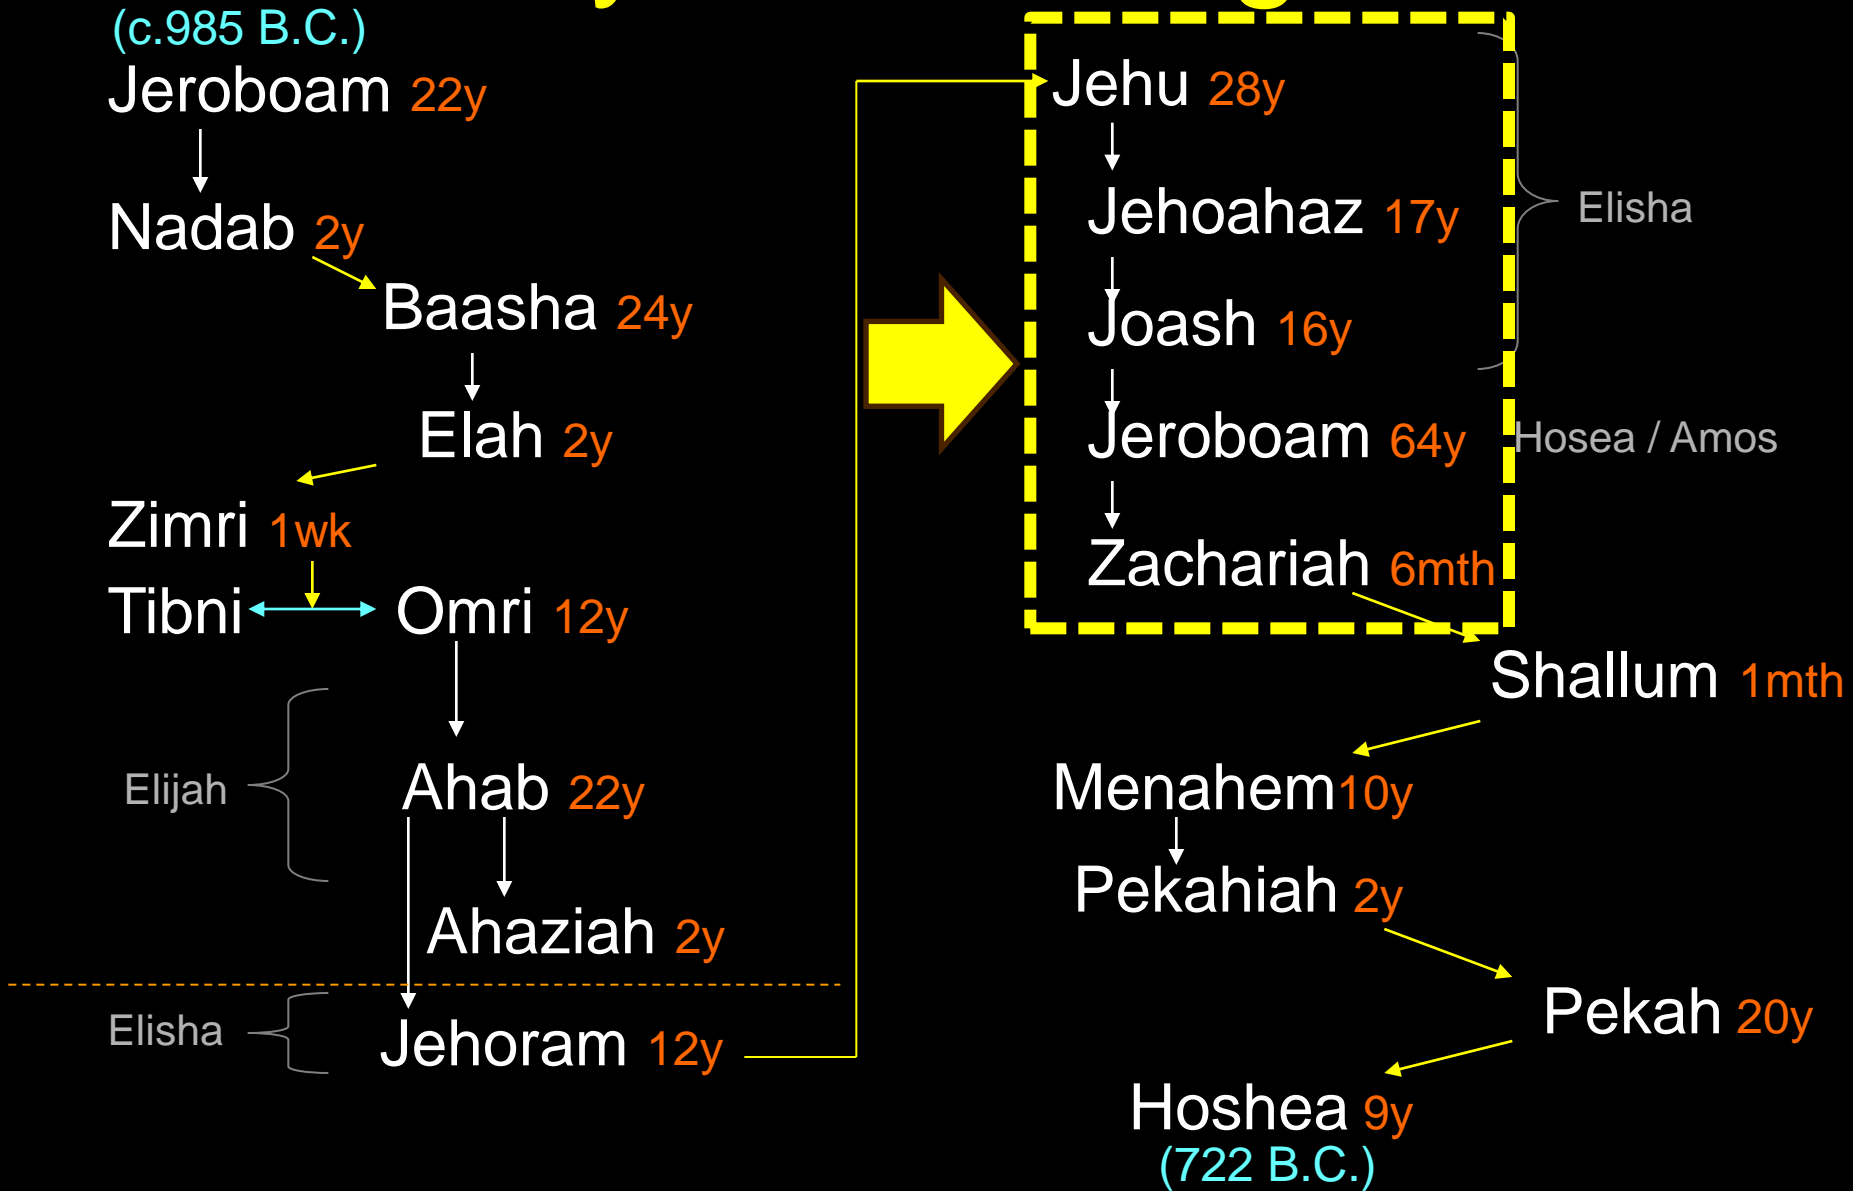 (c.985 B.C.)
Jeroboam 22y
Nadab 2y
Baasha 24y
Elah 2y
Zimri 1wk
Tibni Omri 12y
Elijah
Ahab 22y
Ahaziah 2y
Elisha
Jehoram 12y
Jehu 28y
Jehoahaz 17y
Elisha
Joash 16y
Jeroboam 64y
Hosea / Amos
Zachariah 6mth
Shallum 1mth
Menahem10y
Pekahiah 2y
Pekah 20y
Hoshea 9y
(722 B.C.)